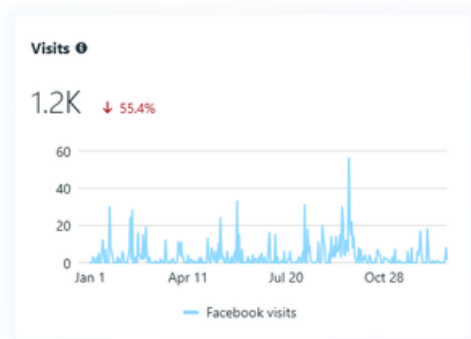 Visits
1.2K ↓ 55.4%
60
40
20
0
Jan 1 Apr 11 Jul 20 Oct 28
Facebook visits